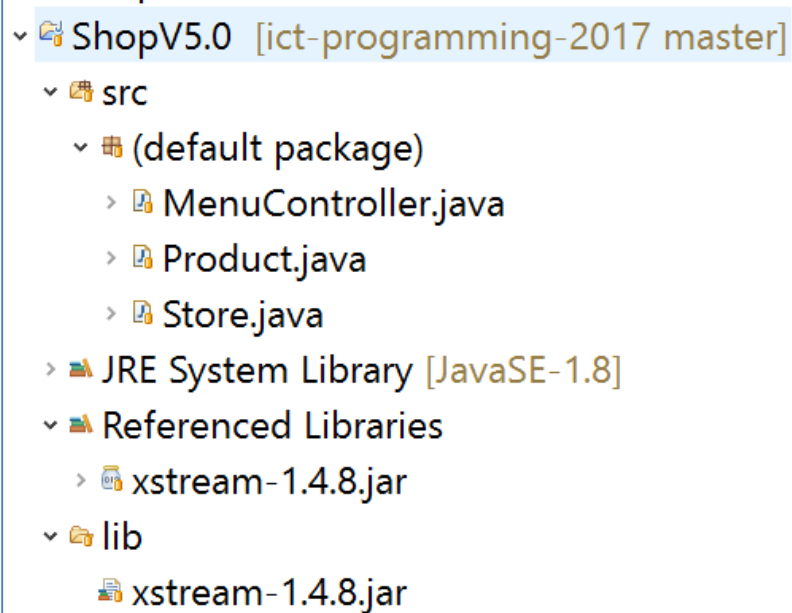 ShopV5.0 [ict-programming-2017 master]
src
(default package)
MenuController.java
Product.java
Store.java
JRE System Library [JavaSE-1.8]
Referenced Libraries
xstream-1.4.8.jar
lib
xstream-1.4.8.jar